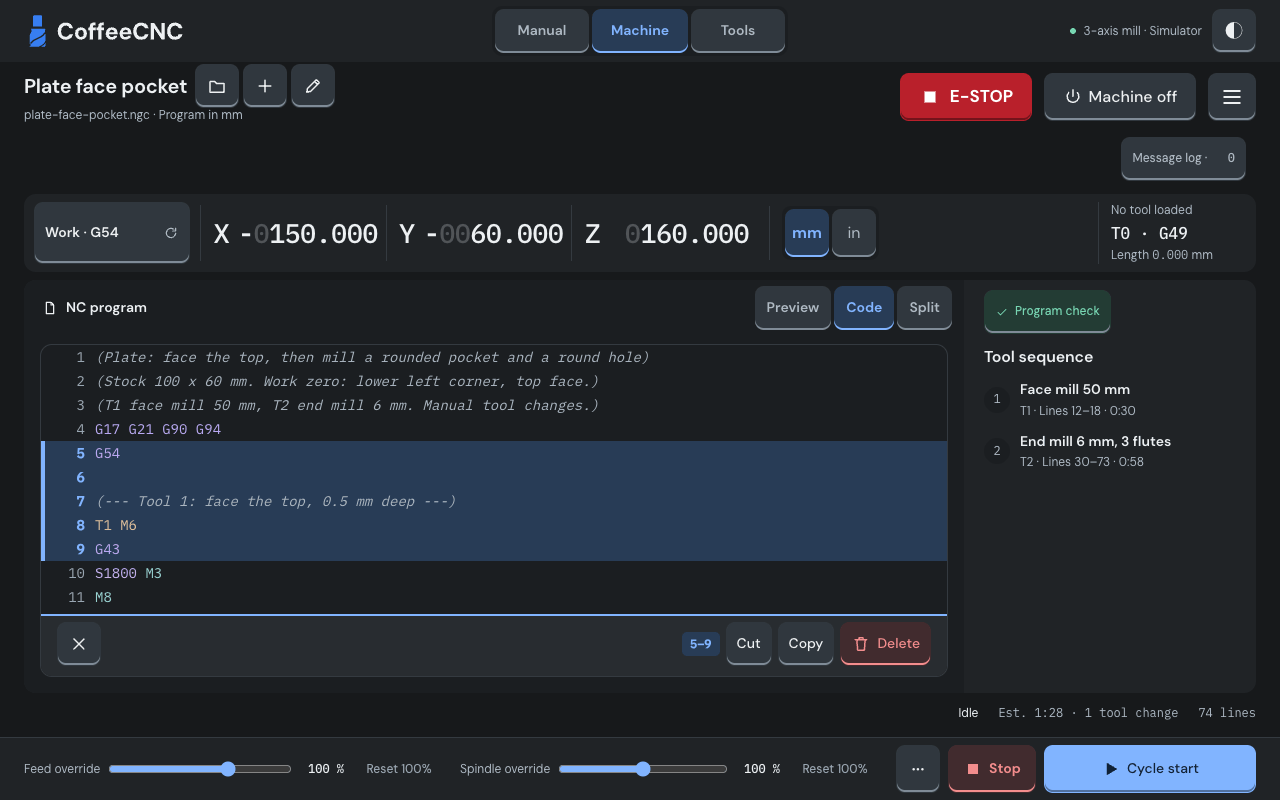 CoffeeCNC
Manual
Machine
Tools
3-axis mill · Simulator
Plate face pocket
plate-face-pocket.ngc · Program in mm
E-STOP
Machine off
Message log · 0
Work · G54
X -0150.000
Y -0060.000
Z 0160.000
mm
in
No tool loaded
T0 · G49
Length 0.000 mm
NC program
Preview
Code
Split
1 (Plate: face the top, then mill a rounded pocket and a round hole)
2 (Stock 100 x 60 mm. Work zero: lower left corner, top face.)
3 (T1 face mill 50 mm, T2 end mill 6 mm. Manual tool changes.)
4 G17 G21 G90 G94
5 G54
6
7 (--- Tool 1: face the top, 0.5 mm deep ---)
8 T1 M6
9 G43
10 S1800 M3
11 M8
5–9
Cut
Copy
Delete
Program check
Tool sequence
1 Face mill 50 mm
T1 · Lines 12–18 · 0:30
2 End mill 6 mm, 3 flutes
T2 · Lines 30–73 · 0:58
Idle Est. 1:28 · 1 tool change 74 lines
Feed override 100 % Reset 100%
Spindle override 100 % Reset 100%
···
Stop
Cycle start